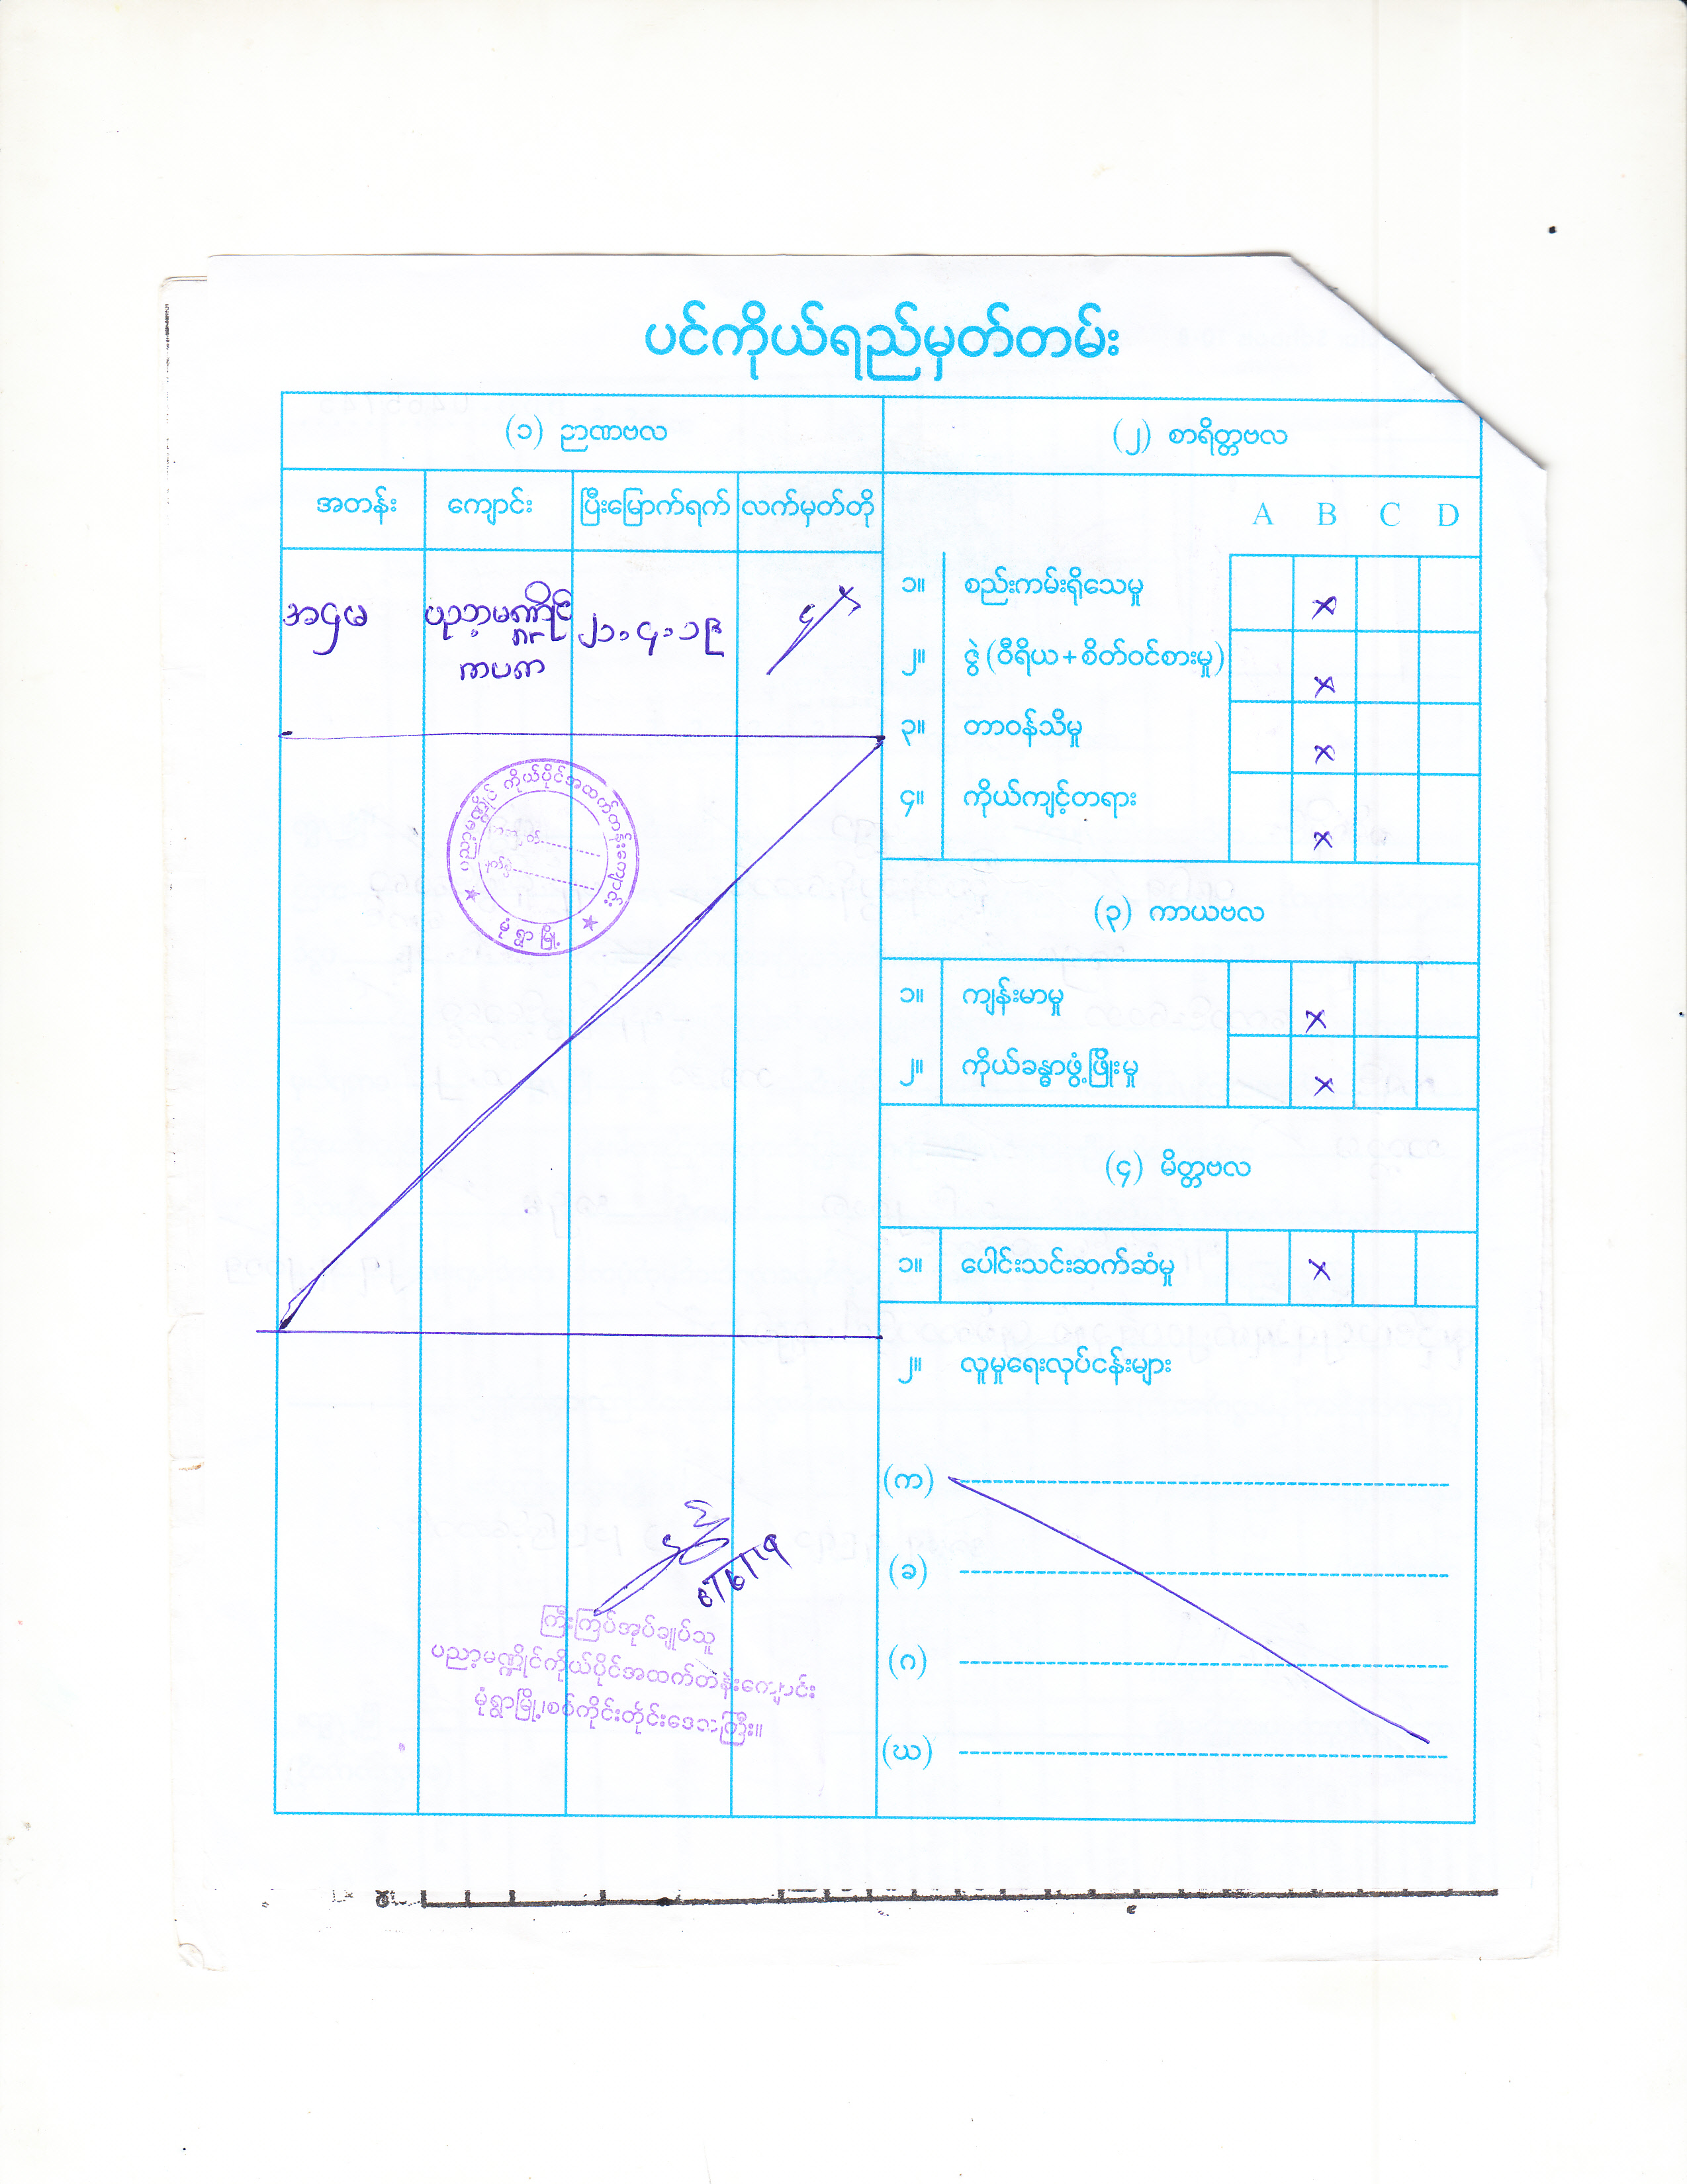 ပင်ကိုယ်ရည်မှတ်တမ်း
(၁) ဉာဏဗလ
အတန်း ကျောင်း ပြီးမြောက်ရက် လက်မှတ်တို
အဌမ ပညာ့မဏ္ဍိုင် ၂၁.၄.၁၉
ကပက
ပညာ့မဏ္ဍိုင် ကိုယ်ပိုင်အထက်တန်းကျောင်း
မုံရွာမြို့
6/6/19
ကြီးကြပ်အုပ်ချုပ်သူ
ပညာ့မဏ္ဍိုင်ကိုယ်ပိုင်အထက်တန်းကျောင်း
မုံရွာမြို့၊စစ်ကိုင်းတိုင်းဒေသကြီး။
(၂) စာရိတ္တဗလ
A B C D
၁။ စည်းကမ်းရိုသေမှု ×
၂။ ဇွဲ (ဝီရိယ + စိတ်ဝင်စားမှု) ×
၃။ တာဝန်သိမှု ×
၄။ ကိုယ်ကျင့်တရား ×
(၃) ကာယဗလ
၁။ ကျန်းမာမှု ×
၂။ ကိုယ်ခန္ဓာဖွံ့ဖြိုးမှု ×
(၄) မိတ္တဗလ
၁။ ပေါင်းသင်းဆက်ဆံမှု ×
၂။ လူမှုရေးလုပ်ငန်းများ
(က)
(ခ)
(ဂ)
(ဃ)